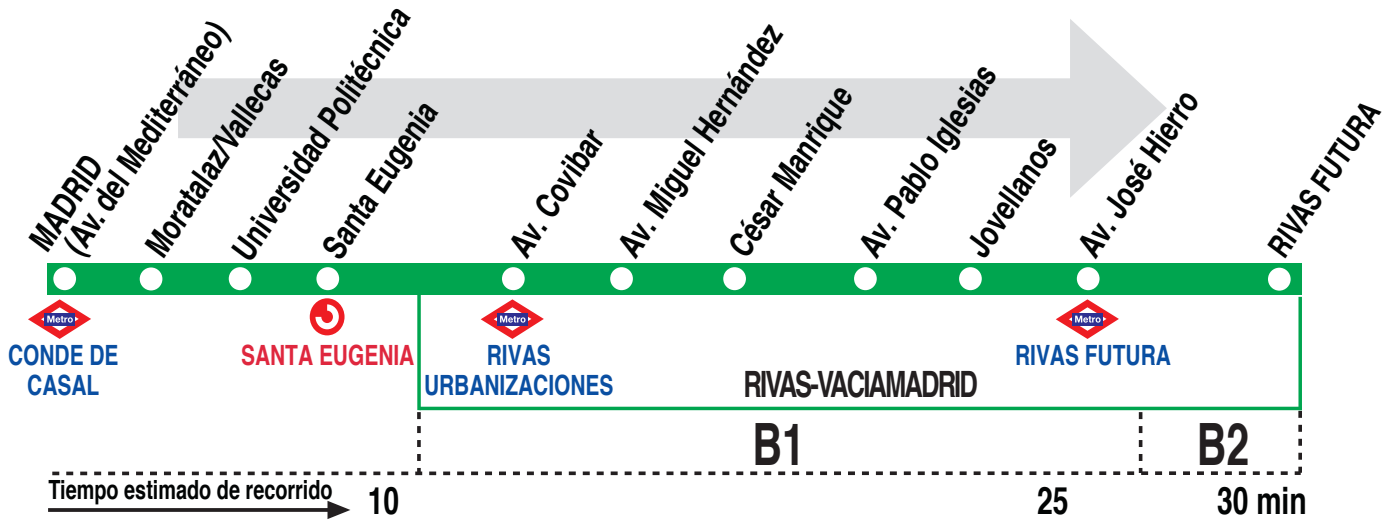 MADRID
(Av. del Mediterráneo)
Moratalaz/Vallecas
Universidad Politécnica
Santa Eugenia
Av. Covibar
Av. Miguel Hernández
César Manrique
Av. Pablo Iglesias
Jovellanos
Av. José Hierro
RIVAS FUTURA
Metro
CONDE DE
CASAL
SANTA EUGENIA
Metro
RIVAS
URBANIZACIONES
Metro
RIVAS FUTURA
RIVAS-VACIAMADRID
B1
B2
Tiempo estimado de recorrido
10
25
30 min